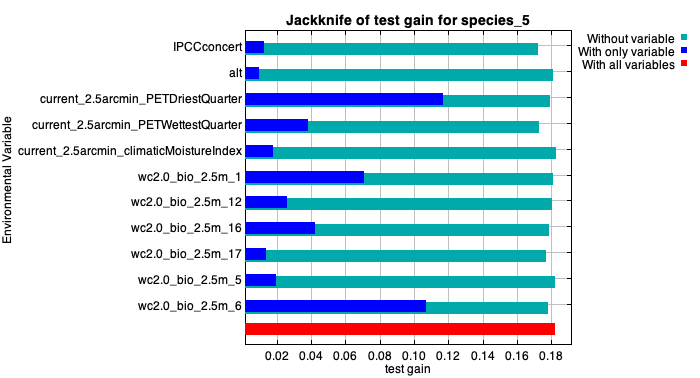 Jackknife of test gain for species_5
Without variable
With only variable
With all variables
Environmental Variable
IPCCconcert
alt
current_2.5arcmin_PETDriestQuarter
current_2.5arcmin_PETWettestQuarter
current_2.5arcmin_climaticMoistureIndex
wc2.0_bio_2.5m_1
wc2.0_bio_2.5m_12
wc2.0_bio_2.5m_16
wc2.0_bio_2.5m_17
wc2.0_bio_2.5m_5
wc2.0_bio_2.5m_6
0.02 0.04 0.06 0.08 0.10 0.12 0.14 0.16 0.18
test gain